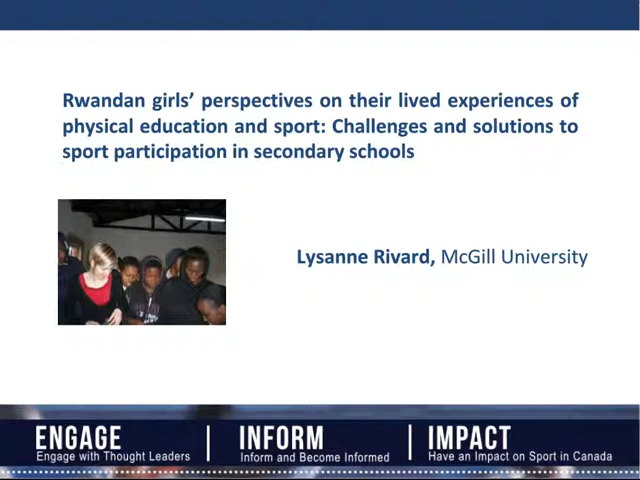 Rwandan girls’ perspectives on their lived experiences of
physical education and sport: Challenges and solutions to
sport participation in secondary schools
Lysanne Rivard, McGill University
ENGAGE
Engage with Thought Leaders
INFORM
Inform and Become Informed
IMPACT
Have an Impact on Sport in Canada